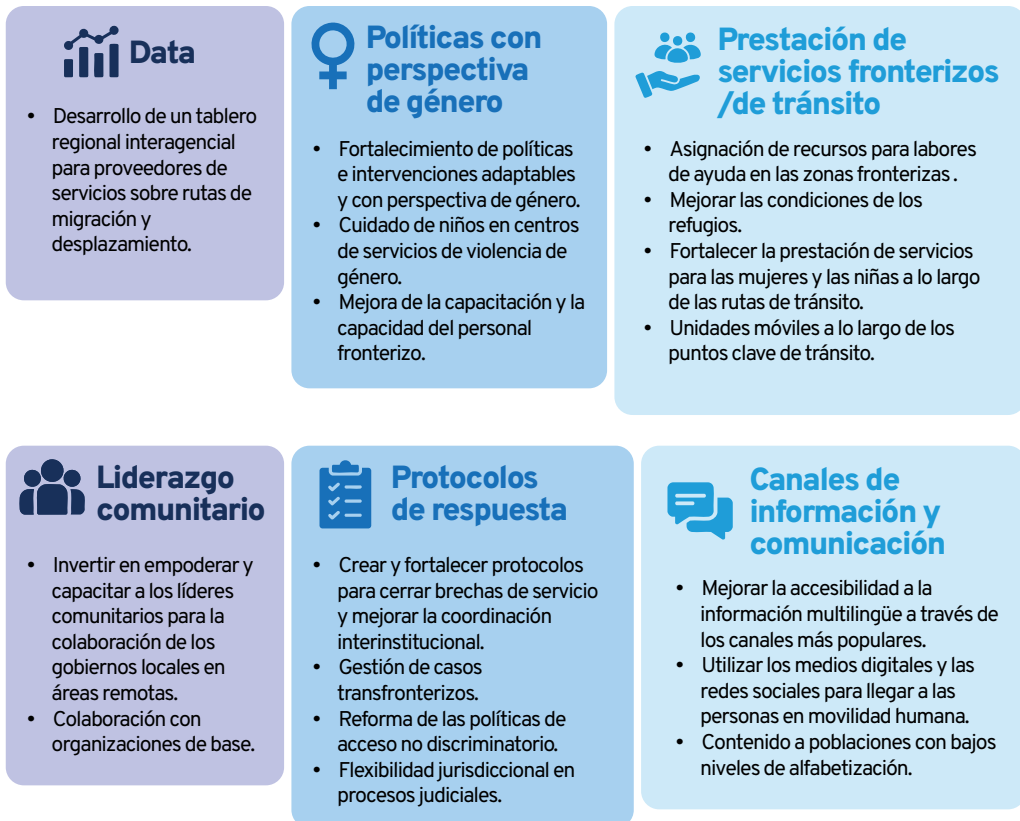 Data
• Desarrollo de un tablero
regional interagencial
para proveedores de
servicios sobre rutas de
migración y
desplazamiento.
Políticas con
perspectiva
de género
• Fortalecimiento de políticas
e intervenciones adaptables
y con perspectiva de género.
• Cuidado de niños en centros
de servicios de violencia de
género.
• Mejora de la capacitación y la
capacidad del personal
fronterizo.
Prestación de
servicios fronterizos
/de tránsito
• Asignación de recursos para labores
de ayuda en las zonas fronterizas .
• Mejorar las condiciones de los
refugios.
• Fortalecer la prestación de servicios
para las mujeres y las niñas a lo largo
de las rutas de tránsito.
• Unidades móviles a lo largo de los
puntos clave de tránsito.
Liderazgo
comunitario
• Invertir en empoderar y
capacitar a los líderes
comunitarios para la
colaboración de los
gobiernos locales en
áreas remotas.
• Colaboración con
organizaciones de base.
Protocolos
de respuesta
• Crear y fortalecer protocolos
para cerrar brechas de servicio
y mejorar la coordinación
interinstitucional.
• Gestión de casos
transfronterizos.
• Reforma de las políticas de
acceso no discriminatorio.
• Flexibilidad jurisdiccional en
procesos judiciales.
Canales de
información y
comunicación
• Mejorar la accesibilidad a la
información multilingüe a través de
los canales más populares.
• Utilizar los medios digitales y las
redes sociales para llegar a las
personas en movilidad humana.
• Contenido a poblaciones con bajos
niveles de alfabetización.